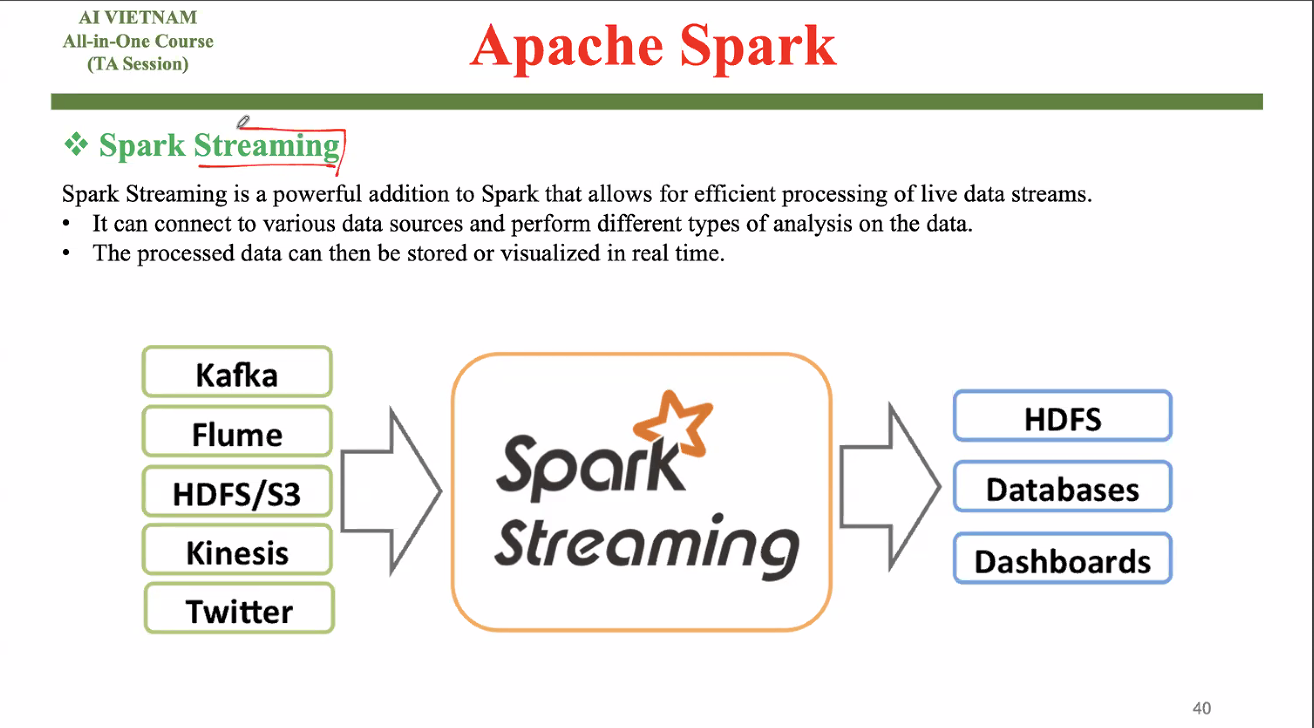 AI VIETNAM
All-in-One Course
(TA Session)
Apache Spark
❖ Spark Streaming
Spark Streaming is a powerful addition to Spark that allows for efficient processing of live data streams.
• It can connect to various data sources and perform different types of analysis on the data.
• The processed data can then be stored or visualized in real time.
Kafka
Flume
HDFS/S3
Kinesis
Twitter
Spark
Streaming
HDFS
Databases
Dashboards
40